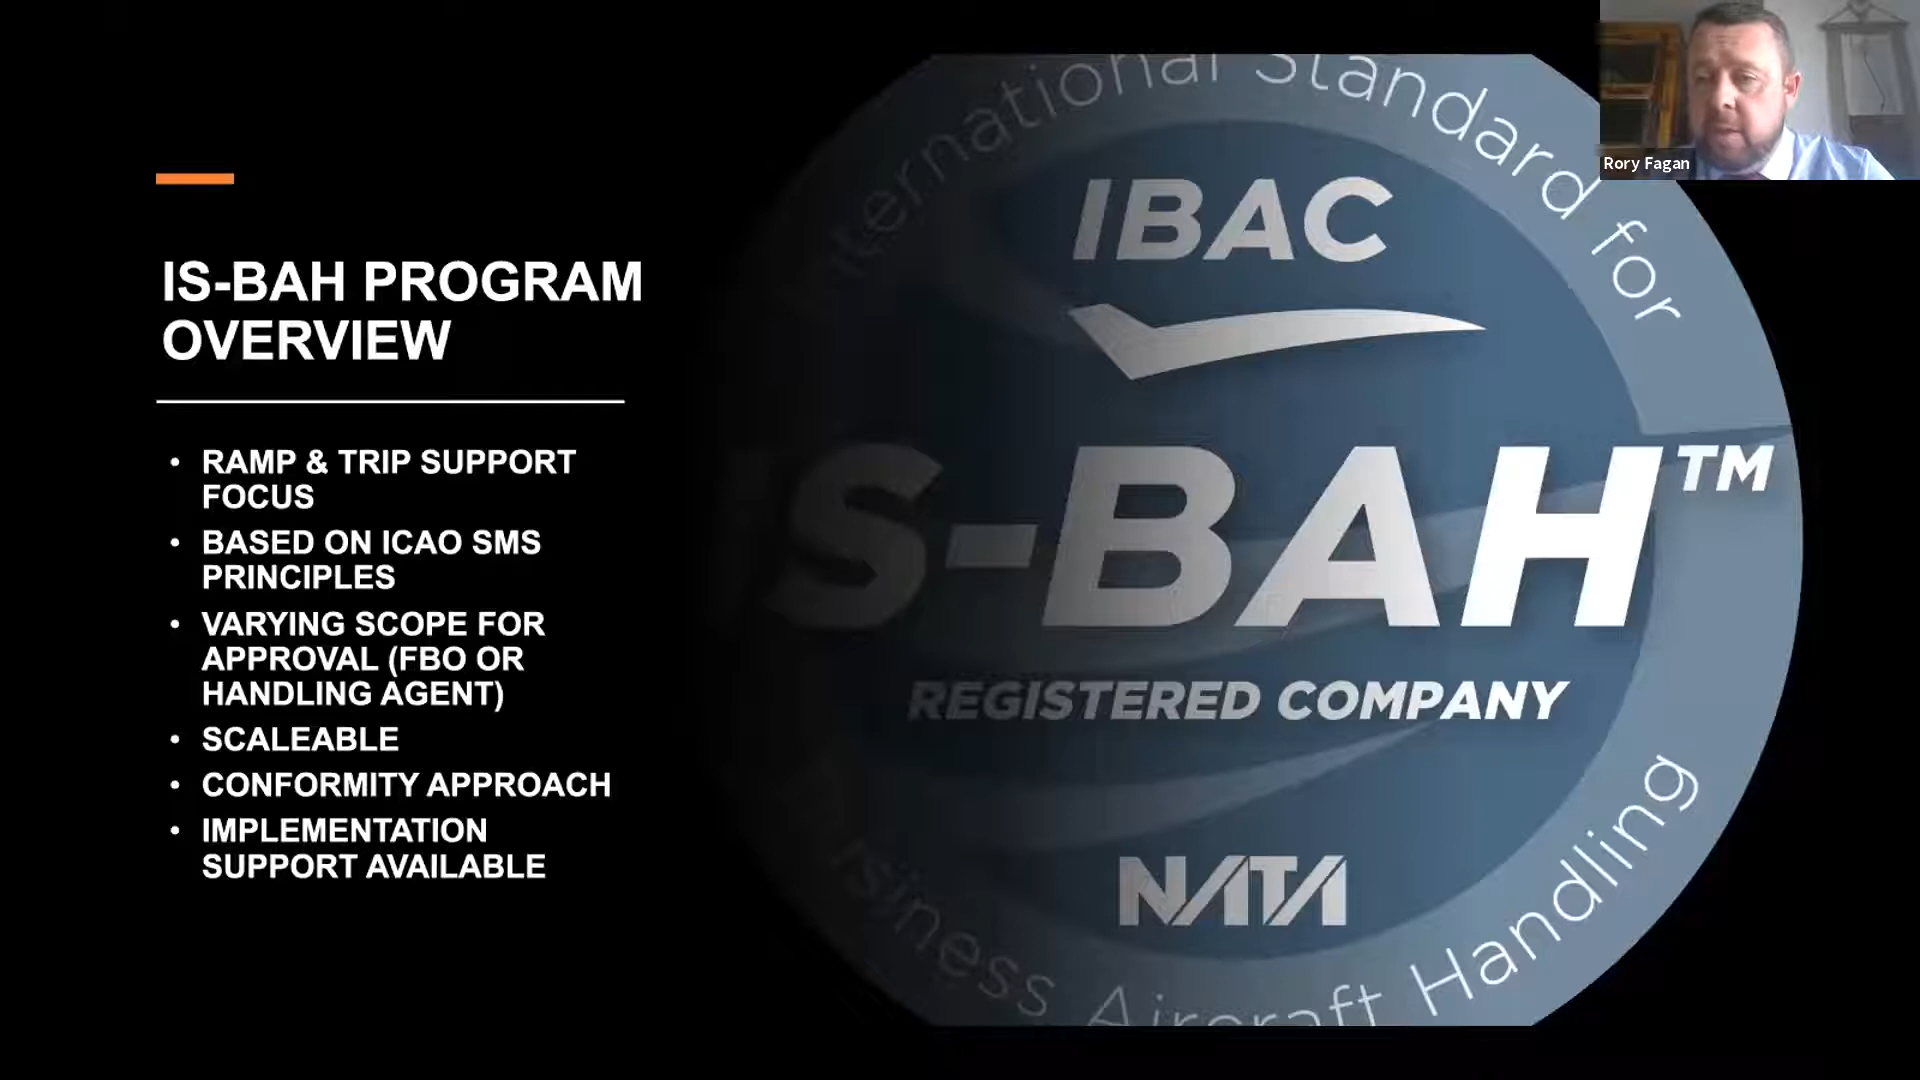 IS-BAH PROGRAM
OVERVIEW
• RAMP & TRIP SUPPORT
FOCUS
• BASED ON ICAO SMS
PRINCIPLES
• VARYING SCOPE FOR
APPROVAL (FBO OR
HANDLING AGENT)
• SCALEABLE
• CONFORMITY APPROACH
• IMPLEMENTATION
SUPPORT AVAILABLE
International Standard for
IBAC
IS-BAH™
REGISTERED COMPANY
NATA
Business Aircraft Handling
Rory Fagan